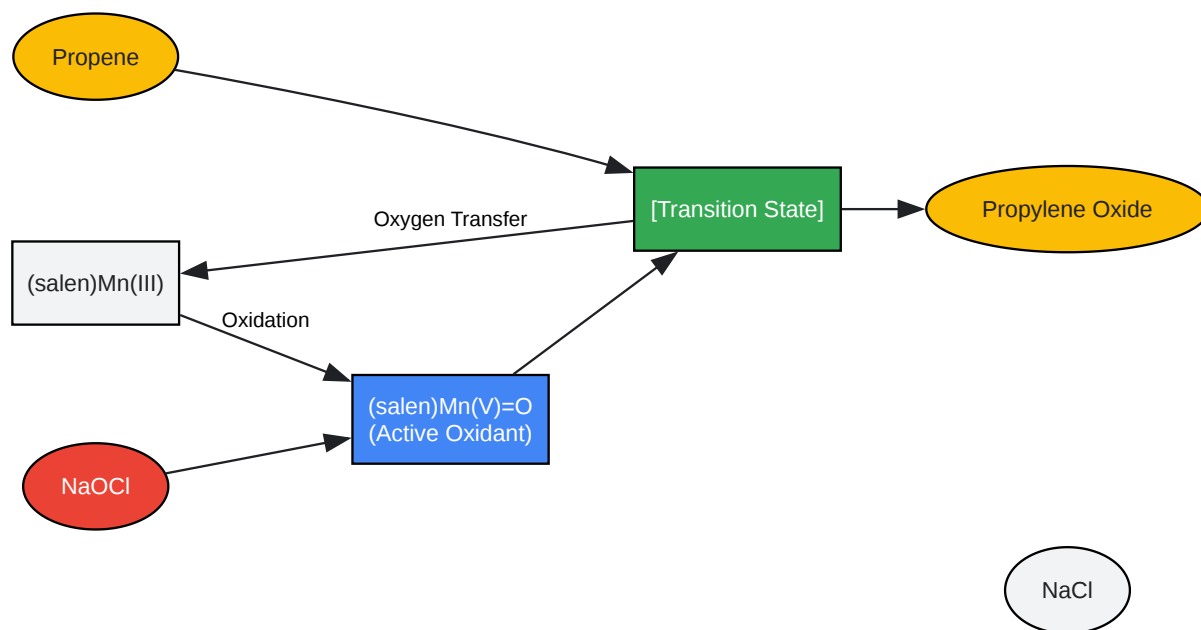 Propene
[Transition State]
Propylene Oxide
Oxygen Transfer
(salen)Mn(III)
Oxidation
(salen)Mn(V)=O
(Active Oxidant)
NaOCl
NaCl